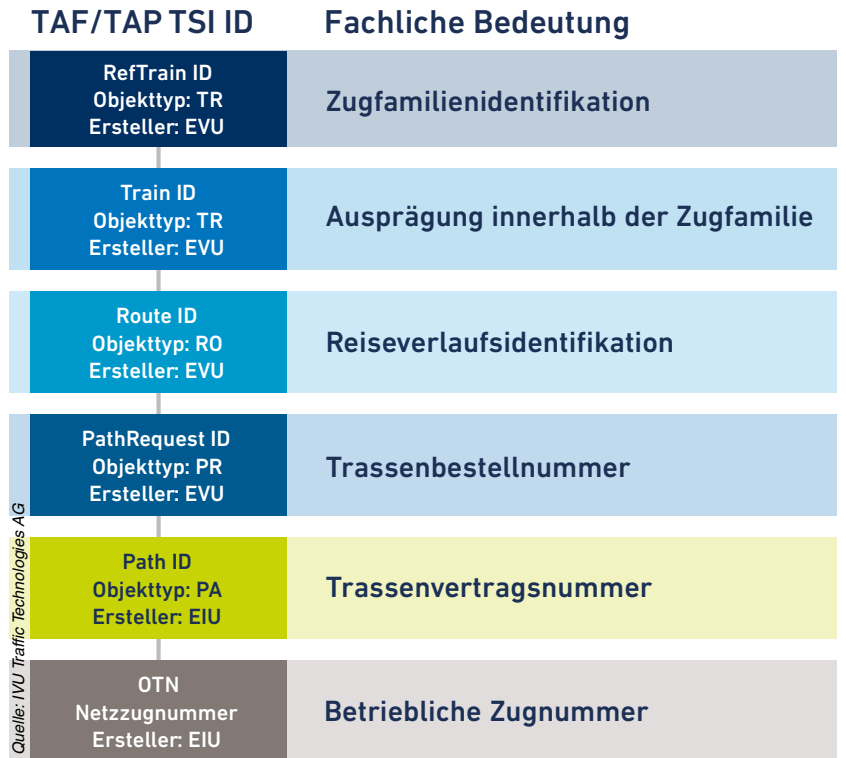 TAF/TAP TSI ID
Fachliche Bedeutung
RefTrain ID
Objekttyp: TR
Ersteller: EVU
Zugfamilienidentifikation
Train ID
Objekttyp: TR
Ersteller: EVU
Ausprägung innerhalb der Zugfamilie
Route ID
Objekttyp: RO
Ersteller: EVU
Reiseverlaufsidentifikation
PathRequest ID
Objekttyp: PR
Ersteller: EVU
Trassenbestellnummer
Path ID
Objekttyp: PA
Ersteller: EIU
Trassenvertragsnummer
OTN
Netzzugnummer
Ersteller: EIU
Betriebliche Zugnummer
Quelle: IVU Traffic Technologies AG